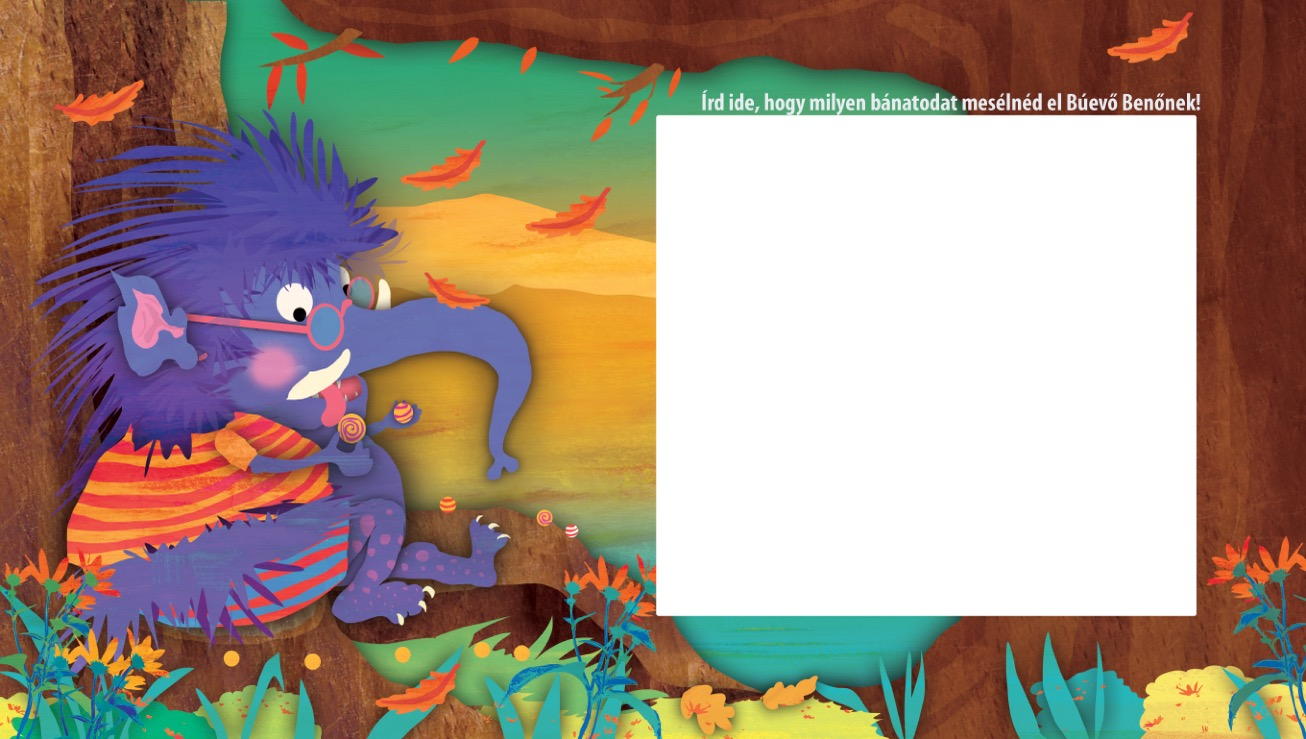 Írd ide, hogy milyen bánatodat mesélnéd el Búevő Benőnek!